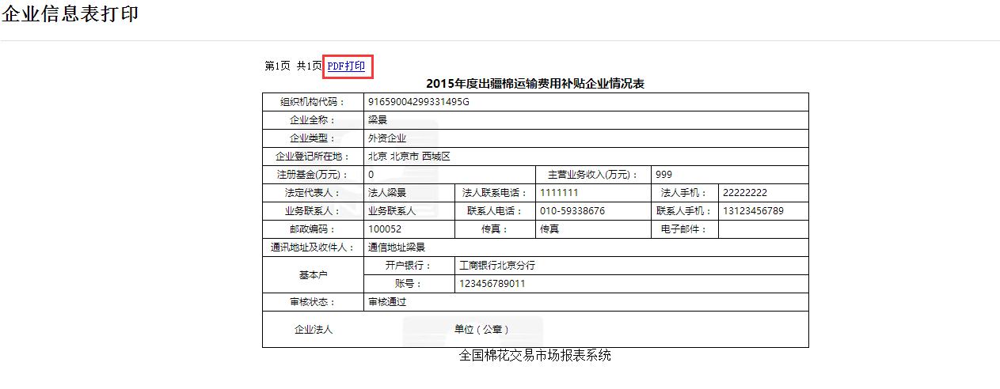 企业信息表打印
第1页 共1页 PDF打印
2015年度出疆棉运输费用补贴企业情况表
组织机构代码： 91659004299331495G
企业全称： 梁景
企业类型： 外资企业
企业登记所在地： 北京 北京市 西城区
注册基金(万元)： 0 主营业务收入(万元)： 999
法定代表人： 法人梁景 法人联系电话： 1111111 法人手机： 22222222
业务联系人： 业务联系人 联系人电话： 010-59338676 联系人手机： 13123456789
邮政编码： 100052 传真： 传真 电子邮件：
通讯地址及收件人： 通信地址梁景
基本户 开户银行： 工商银行北京分行
账号： 123456789011
审核状态： 审核通过
企业法人 单位（公章）
全国棉花交易市场报表系统